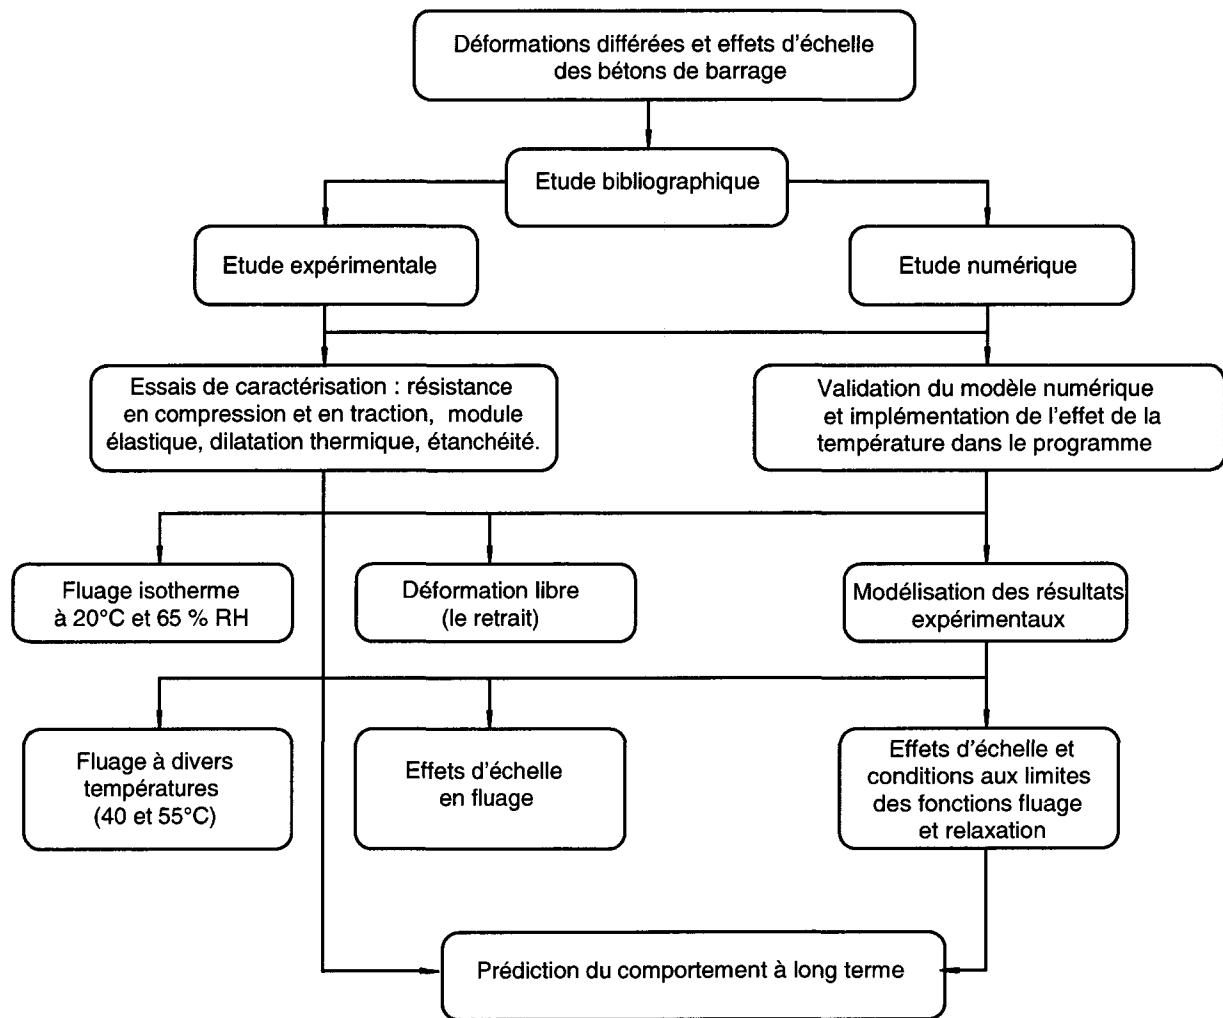 Déformations différées et effets d'échelle
des bétons de barrage
Etude bibliographique
Etude expérimentale
Etude numérique
Essais de caractérisation : résistance
en compression et en traction, module
élastique, dilatation thermique, étanchéité.
Validation du modèle numérique
et implémentation de l'effet de la
température dans le programme
Fluage isotherme
à 20°C et 65 % RH
Déformation libre
(le retrait)
Modélisation des résultats
expérimentaux
Fluage à divers
températures
(40 et 55°C)
Effets d'échelle
en fluage
Effets d'échelle et
conditions aux limites
des fonctions fluage
et relaxation
Prédiction du comportement à long terme